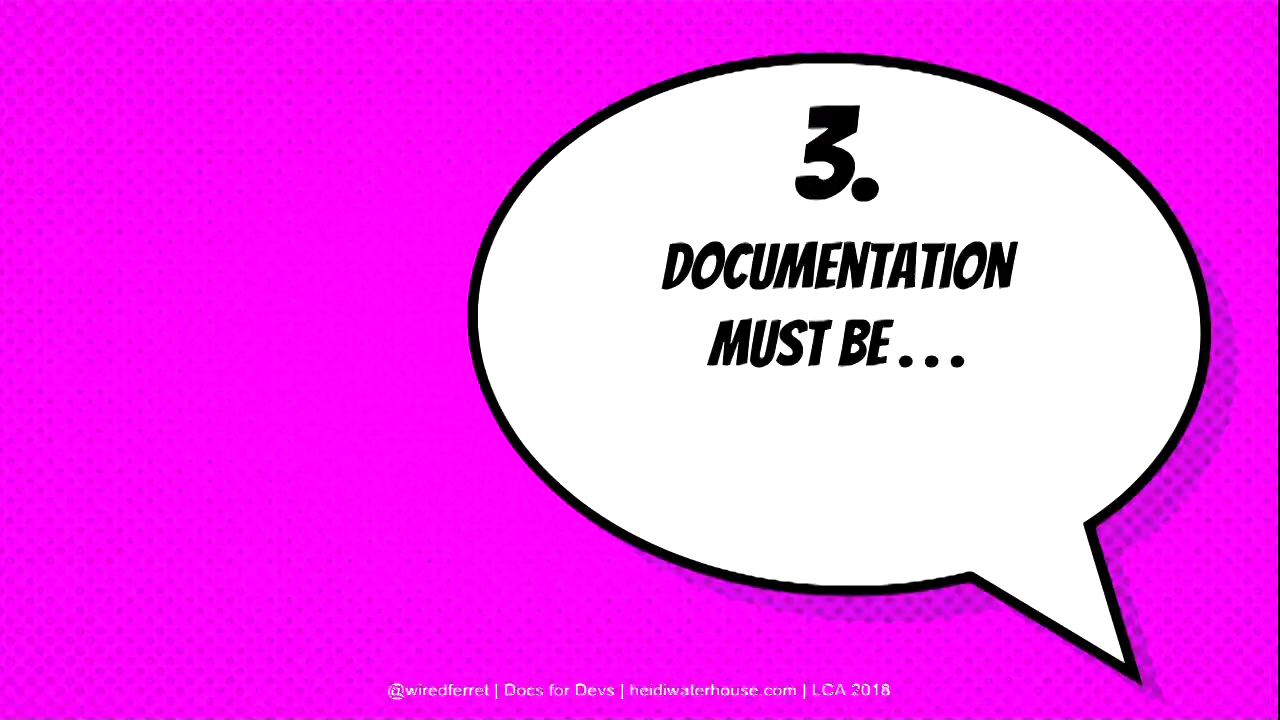 3.
DOCUMENTATION
MUST BE . . .
@wiredferret | Docs for Devs | heidiwaterhouse.com | LCA 2018